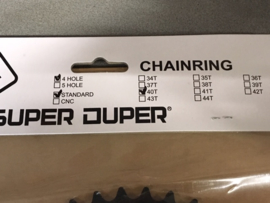 CHAINRING
4 HOLE 34T 35T 36T
5 HOLE 37T 38T 39T
STANDARD 40T 41T 42T
CNC 43T 44T
SUPER DUPER®